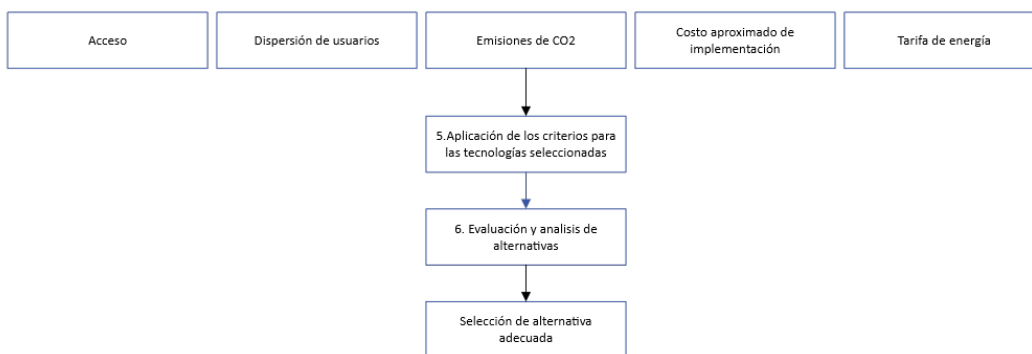 Acceso
Dispersión de usuarios
Emisiones de CO2
Costo aproximado de
implementación
Tarifa de energía
5.Aplicación de los criterios para
las tecnologías seleccionadas
6. Evaluación y analisis de
alternativas
Selección de alternativa
adecuada